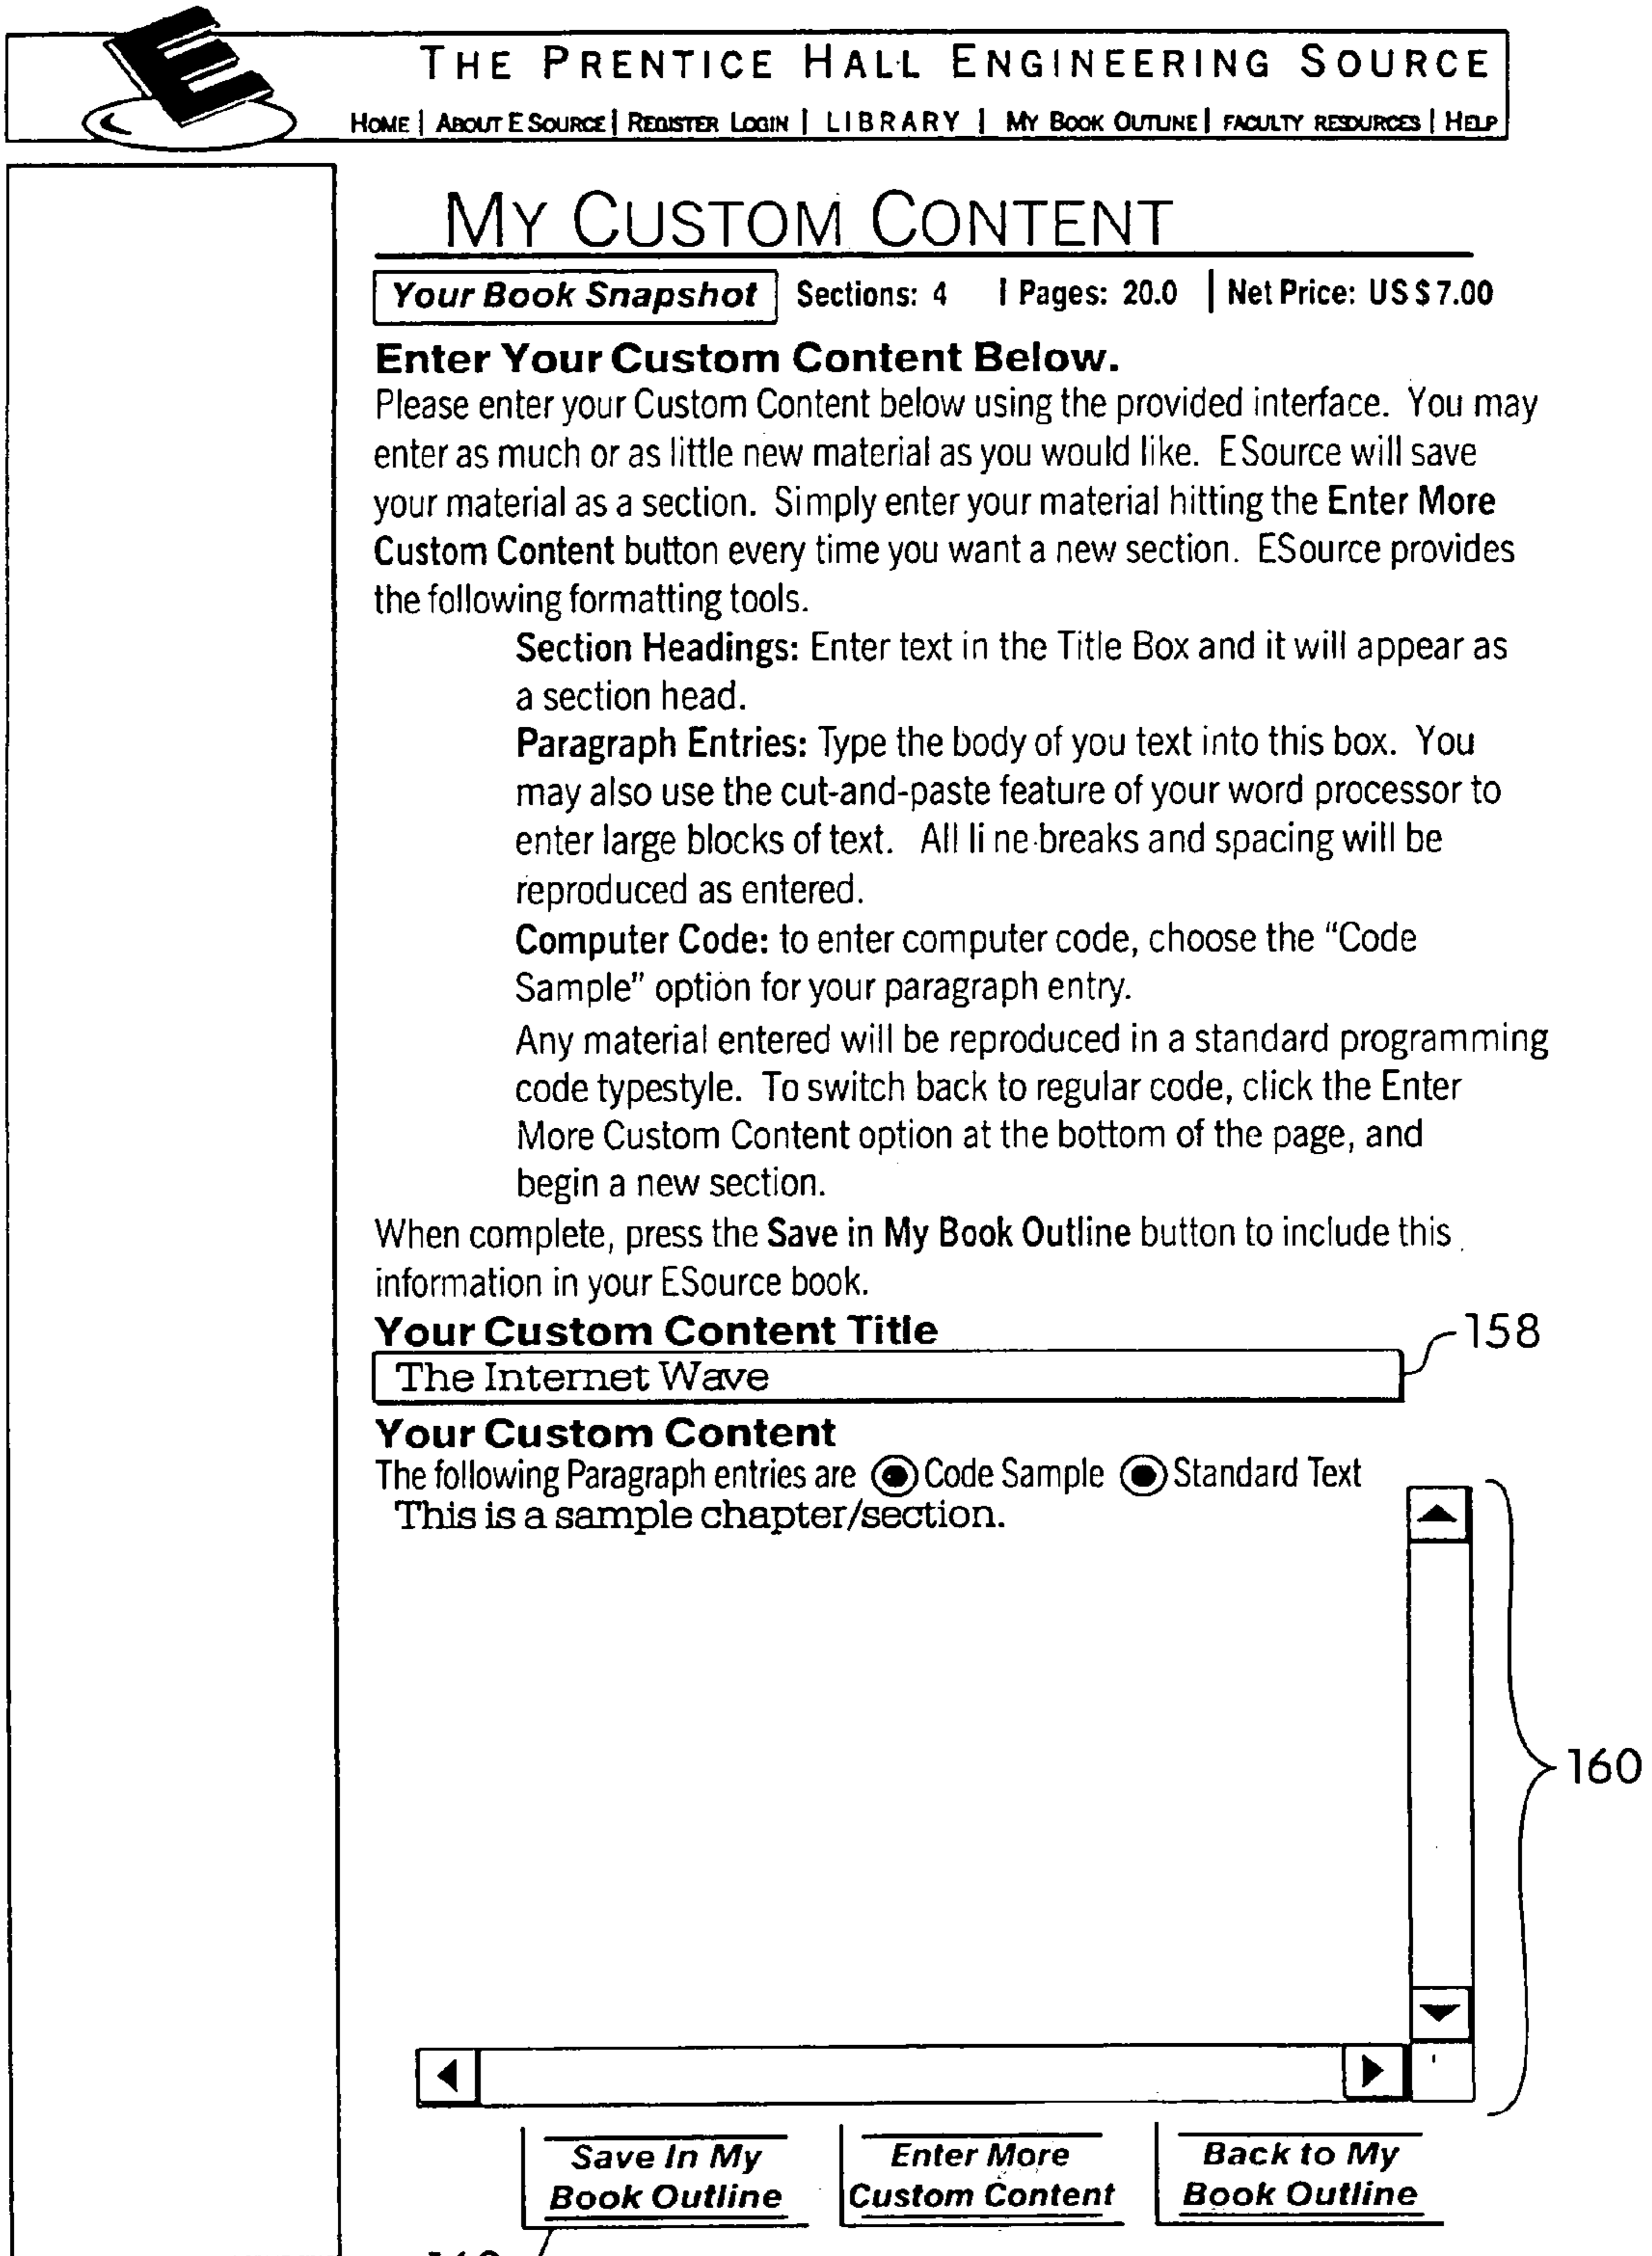 THE PRENTICE HALL ENGINEERING SOURCE
HOME | ABOUT E SOURCE | REGISTER LOGIN | LIBRARY | MY BOOK OUTLINE | FACULTY RESOURCES | HELP
MY CUSTOM CONTENT
Your Book Snapshot Sections: 4 | Pages: 20.0 | Net Price: US $7.00
Enter Your Custom Content Below.
Please enter your Custom Content below using the provided interface. You may
enter as much or as little new material as you would like. ESource will save
your material as a section. Simply enter your material hitting the Enter More
Custom Content button every time you want a new section. ESource provides
the following formatting tools.
Section Headings: Enter text in the Title Box and it will appear as
a section head.
Paragraph Entries: Type the body of you text into this box. You
may also use the cut-and-paste feature of your word processor to
enter large blocks of text. All line breaks and spacing will be
reproduced as entered.
Computer Code: to enter computer code, choose the "Code
Sample" option for your paragraph entry.
Any material entered will be reproduced in a standard programming
code typestyle. To switch back to regular code, click the Enter
More Custom Content option at the bottom of the page, and
begin a new section.
When complete, press the Save in My Book Outline button to include this
information in your ESource book.
Your Custom Content Title
158
The Internet Wave
Your Custom Content
The following Paragraph entries are Code Sample Standard Text
This is a sample chapter/section.
160
Save In My
Book Outline
Enter More
Custom Content
Back to My
Book Outline